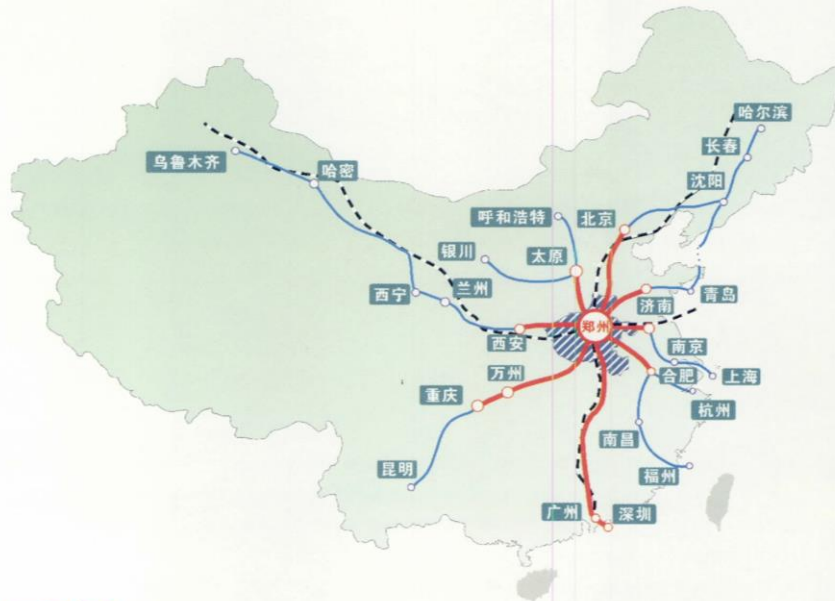 哈尔滨
长春
乌鲁木齐
哈密
沈阳
呼和浩特
北京
银川
太原
西宁
兰州
济南
青岛
郑州
西安
南京
万州
合肥
上海
重庆
杭州
南昌
昆明
福州
广州
深圳